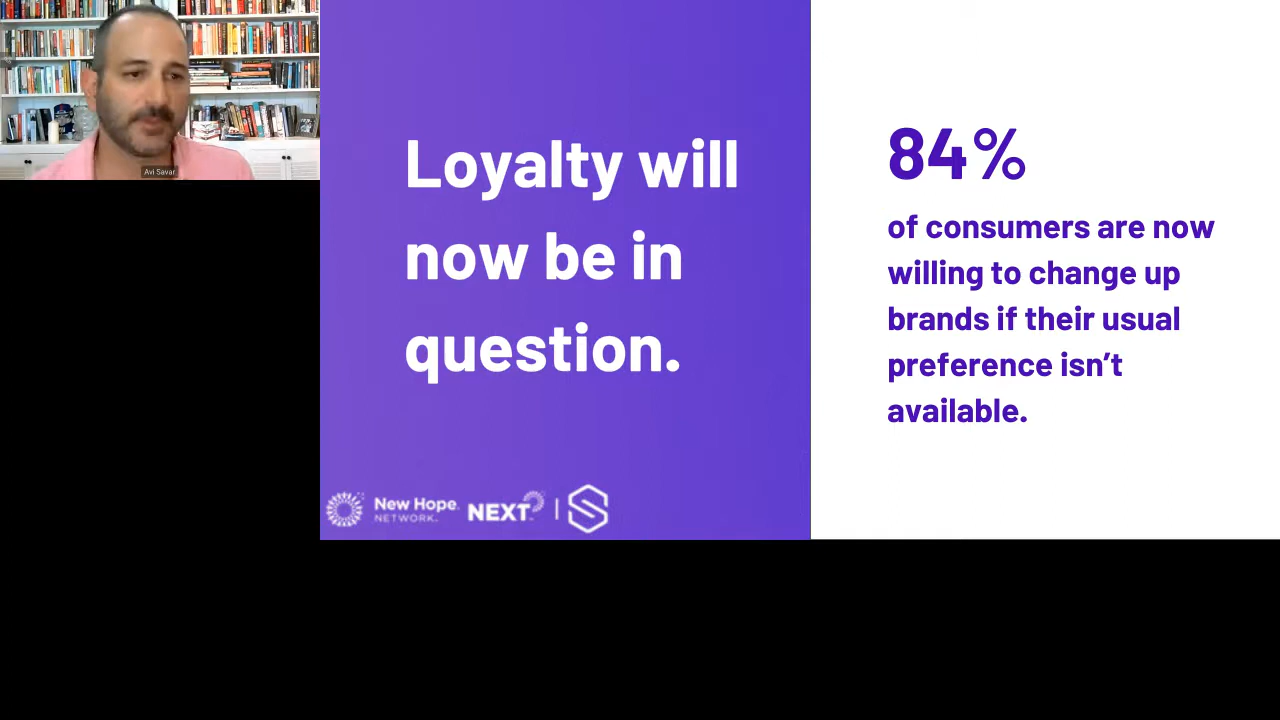 Avi Savar
Loyalty will
now be in
question.
84%
of consumers are now
willing to change up
brands if their usual
preference isn’t
available.
New Hope
NETWORK
NEXT